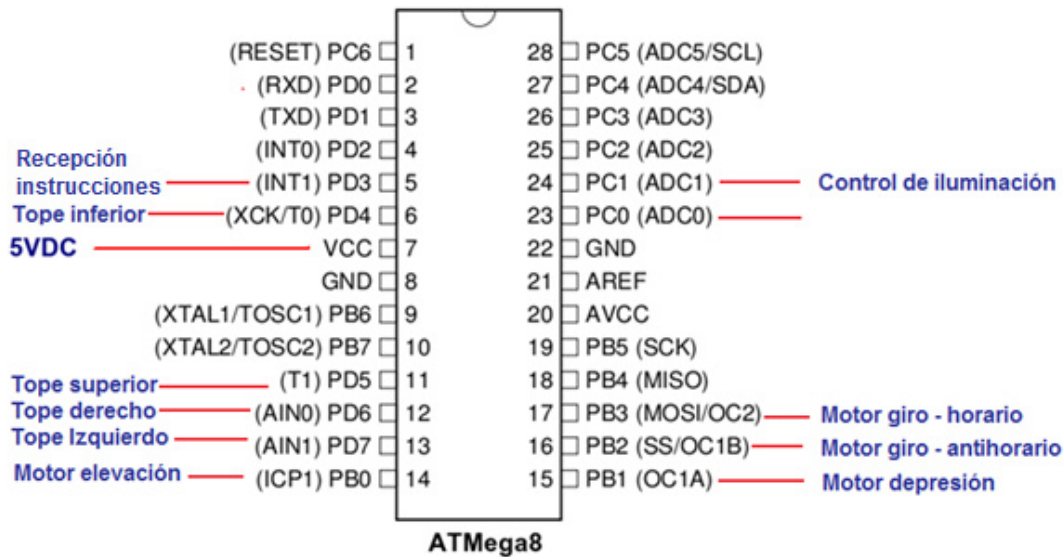 (RESET) PC6 1 28 PC5 (ADC5/SCL)
(RXD) PD0 2 27 PC4 (ADC4/SDA)
(TXD) PD1 3 26 PC3 (ADC3)
(INT0) PD2 4 25 PC2 (ADC2)
Recepción
instrucciones (INT1) PD3 5 24 PC1 (ADC1) Control de iluminación
Tope inferior (XCK/T0) PD4 6 23 PC0 (ADC0)
5VDC VCC 7 22 GND
GND 8 21 AREF
(XTAL1/TOSC1) PB6 9 20 AVCC
(XTAL2/TOSC2) PB7 10 19 PB5 (SCK)
Tope superior (T1) PD5 11 18 PB4 (MISO)
Tope derecho (AIN0) PD6 12 17 PB3 (MOSI/OC2) Motor giro - horario
Tope Izquierdo (AIN1) PD7 13 16 PB2 (SS/OC1B) Motor giro - antihorario
Motor elevación (ICP1) PB0 14 15 PB1 (OC1A) Motor depresión
ATMega8